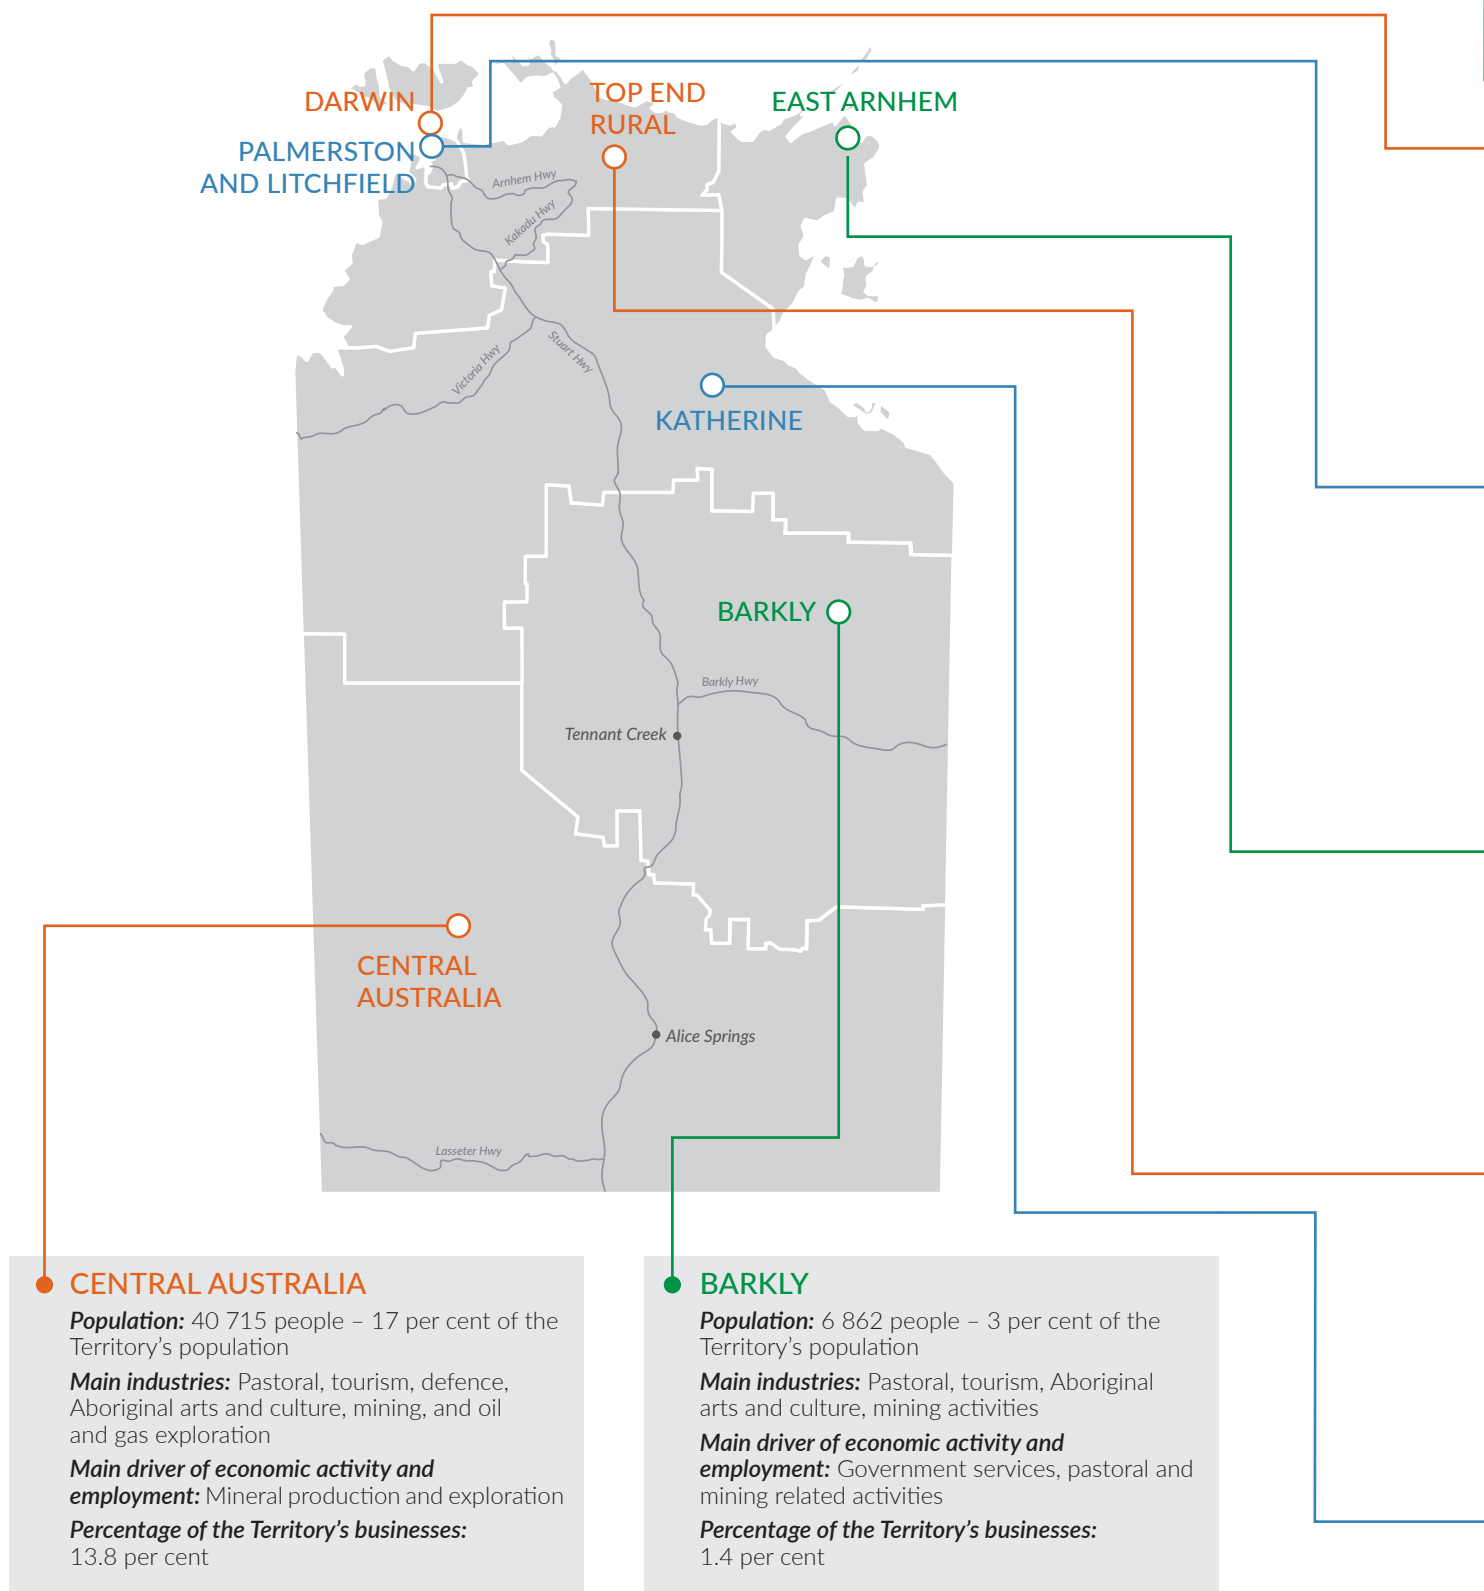 DARWIN
TOP END
RURAL
EAST ARNHEM
PALMERSTON
AND LITCHFIELD
Arnhem Hwy
Kakadu Hwy
Victoria Hwy
Stuart Hwy
KATHERINE
BARKLY
Barkly Hwy
Tennant Creek
CENTRAL
AUSTRALIA
Alice Springs
Lasseter Hwy
CENTRAL AUSTRALIA
Population: 40 715 people – 17 per cent of the
Territory’s population
Main industries: Pastoral, tourism, defence,
Aboriginal arts and culture, mining, and oil
and gas exploration
Main driver of economic activity and
employment: Mineral production and exploration
Percentage of the Territory’s businesses:
13.8 per cent
BARKLY
Population: 6 862 people – 3 per cent of the
Territory’s population
Main industries: Pastoral, tourism, Aboriginal
arts and culture, mining activities
Main driver of economic activity and
employment: Government services, pastoral and
mining related activities
Percentage of the Territory’s businesses:
1.4 per cent